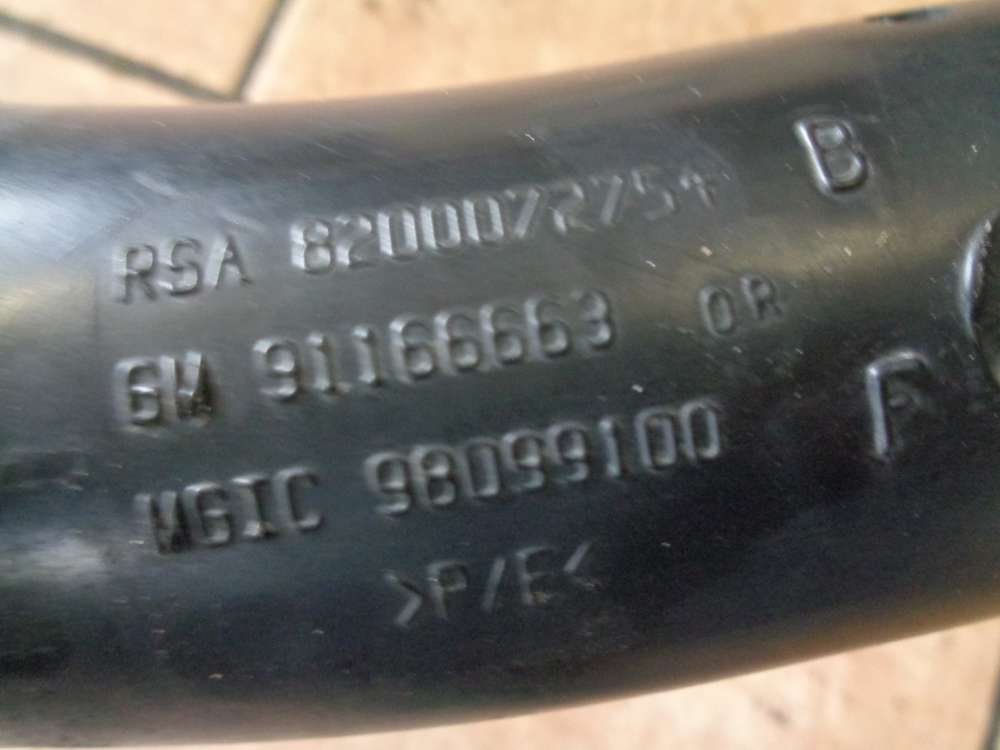 RSA 8200072754 B
GM 91166663 OR
F
MGIC 98099100
>P/E<